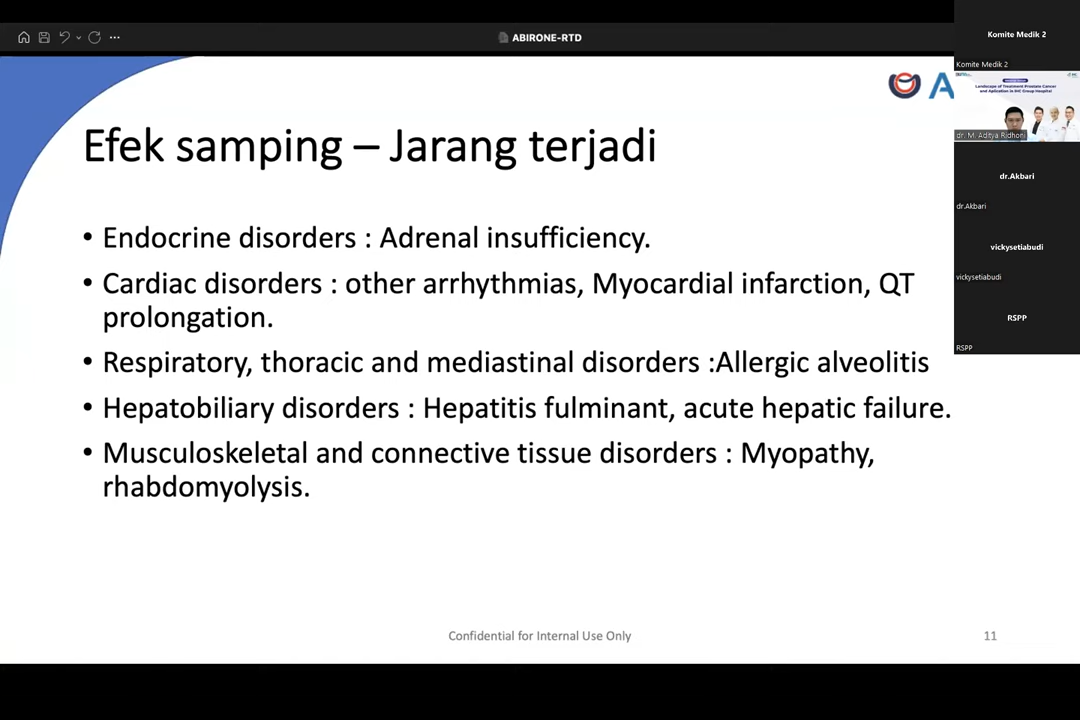 ABIRONE-RTD
Efek samping – Jarang terjadi
• Endocrine disorders : Adrenal insufficiency.
• Cardiac disorders : other arrhythmias, Myocardial infarction, QT
prolongation.
• Respiratory, thoracic and mediastinal disorders :Allergic alveolitis
• Hepatobiliary disorders : Hepatitis fulminant, acute hepatic failure.
• Musculoskeletal and connective tissue disorders : Myopathy,
rhabdomyolysis.
Confidential for Internal Use Only
11
A
Komite Medik 2
Komite Medik 2
Landscape of Treatment Prostate Cancer
and Aplication in IHC Group Hospital
dr. M. Aditya Ridhoni
dr.Akbari
dr.Akbari
vickysetiabudi
vickysetiabudi
RSPP
RSPP